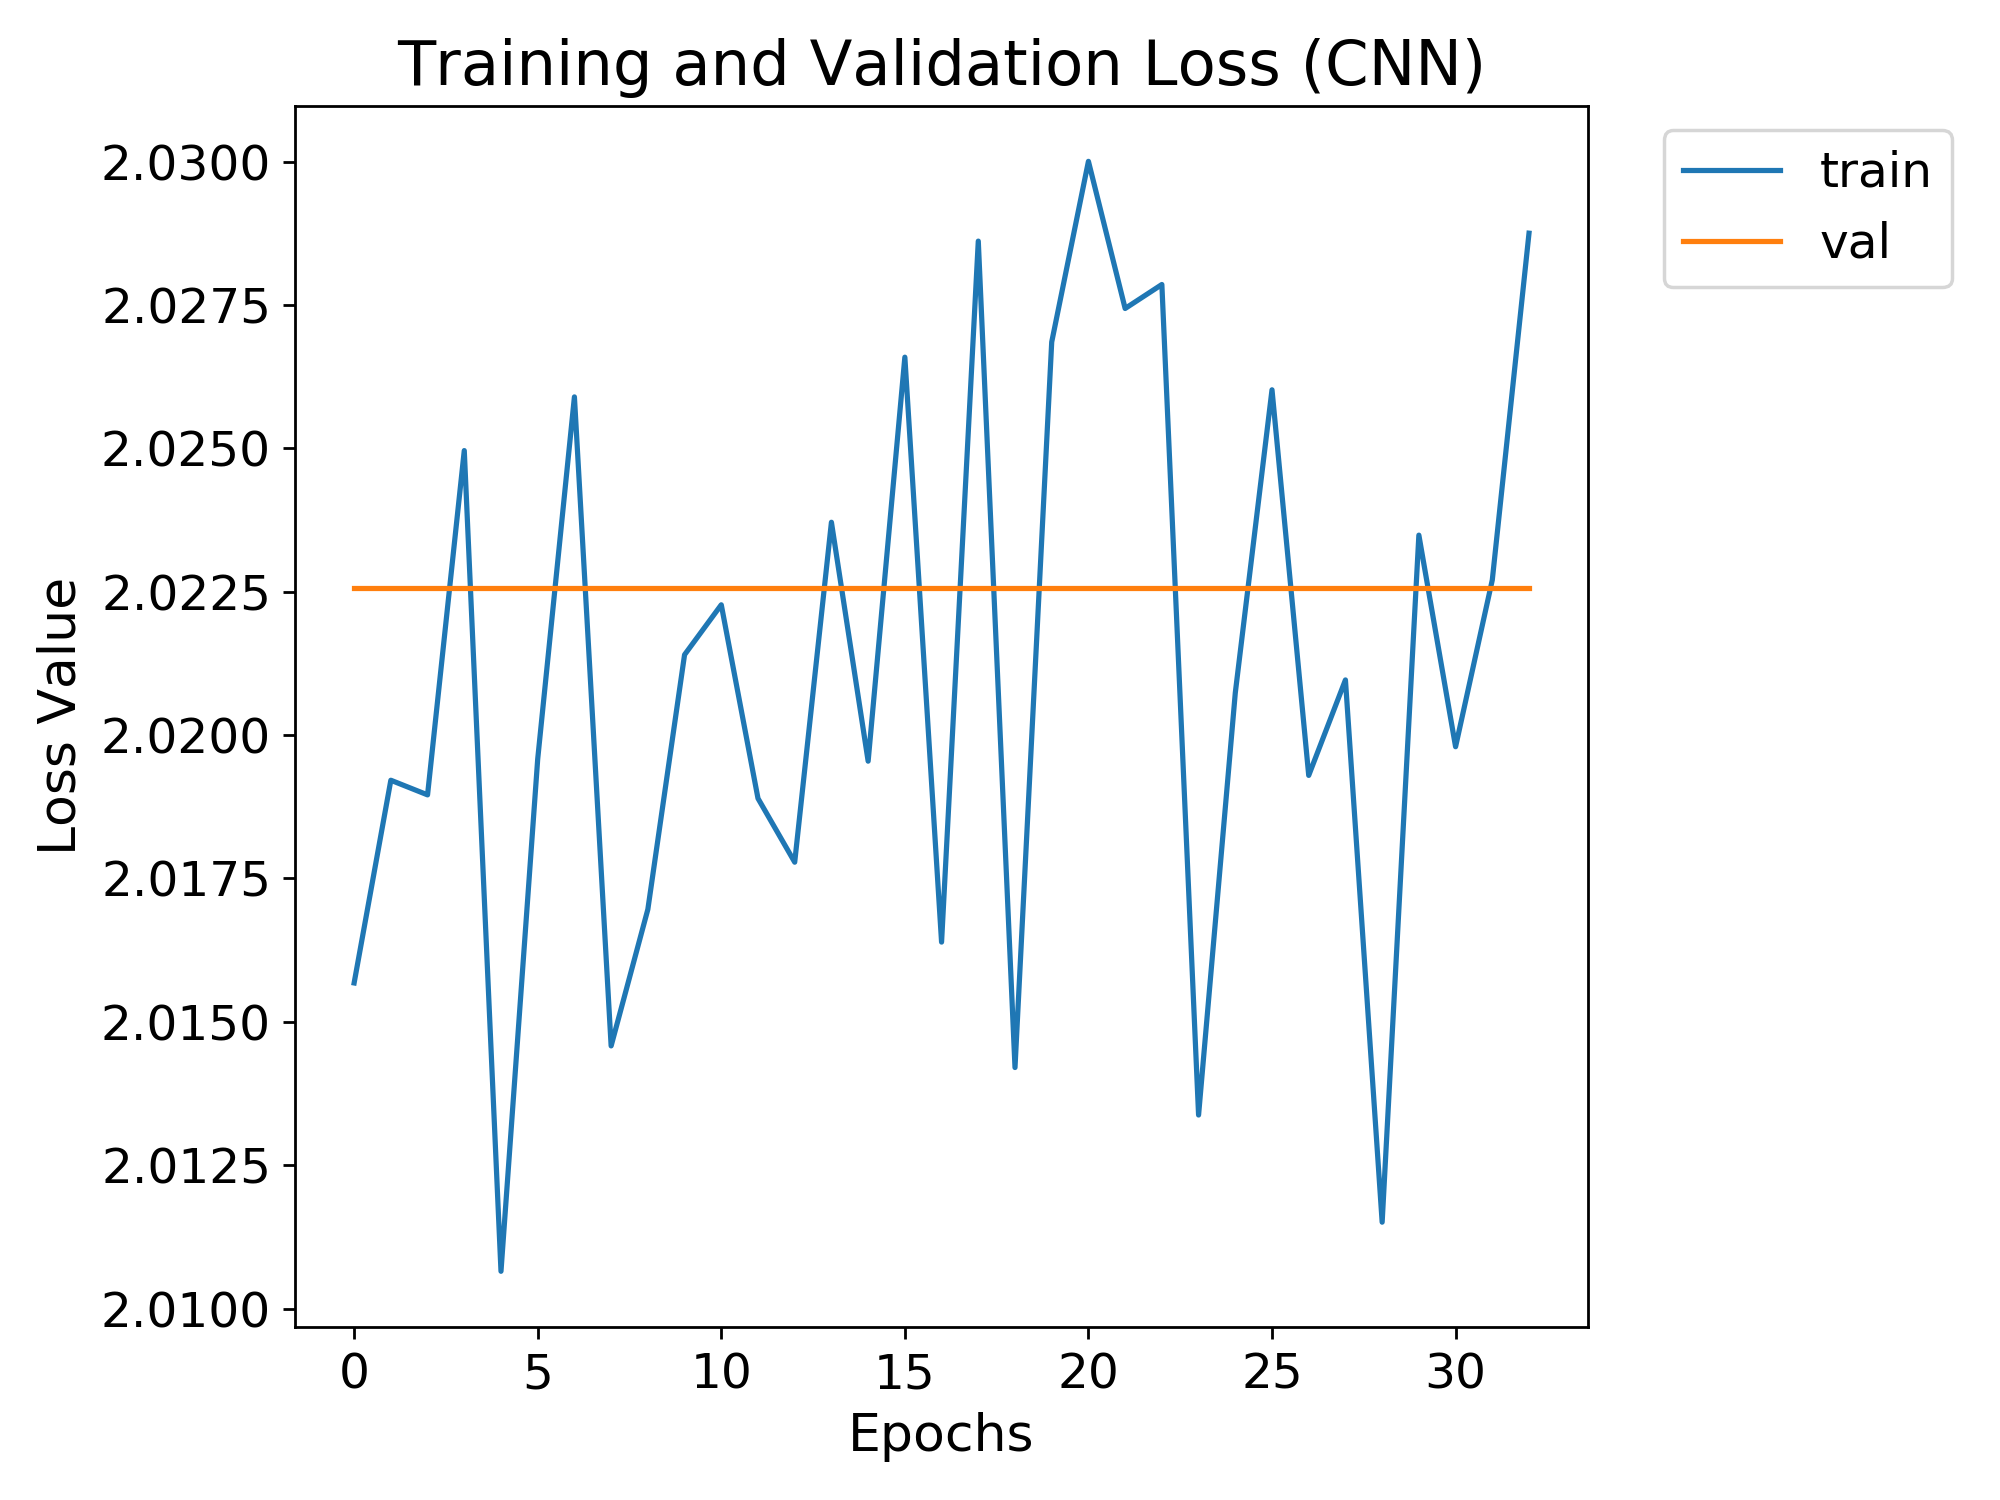 Training and Validation Loss (CNN)
train
val
Loss Value
2.0300
2.0275
2.0250
2.0225
2.0200
2.0175
2.0150
2.0125
2.0100
0 5 10 15 20 25 30
Epochs